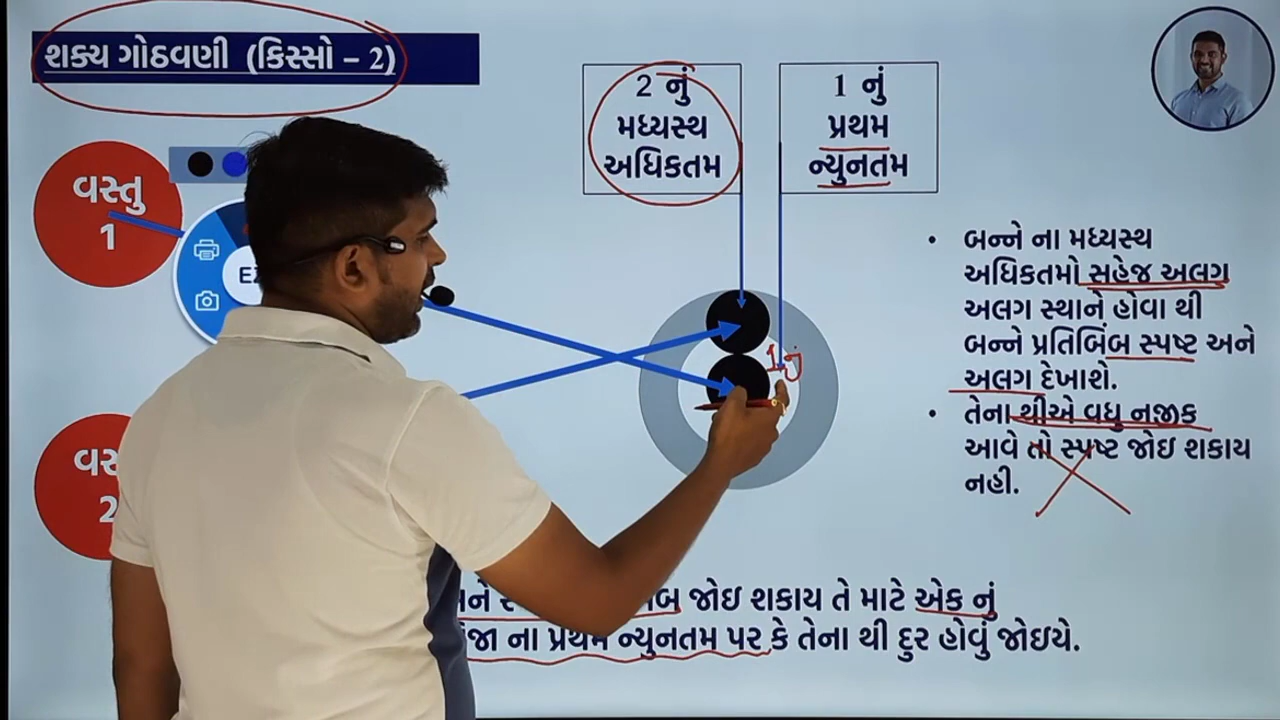 શક્ય ગોઠવણી (કિસ્સો – 2)
2 નું
મધ્યસ્થ
અધિકતમ
1 નું
પ્રથમ
ન્યુનતમ
વસ્તુ
1
2
• બન્ને ના મધ્યસ્થ
અધિકતમો સહેજ અલગ
અલગ સ્થાને હોવા થી
બન્ને પ્રતિબિંબ સ્પષ્ટ અને
અલગ દેખાશે.
• તેના થીએ વધુ નજીક
આવે તો સ્પષ્ટ જોઇ શકાય
નહી.
જોઇ શકાય તે માટે એક નું
ના પ્રથમ ન્યુનતમ પર કે તેના થી દુર હોવું જોઇયે.